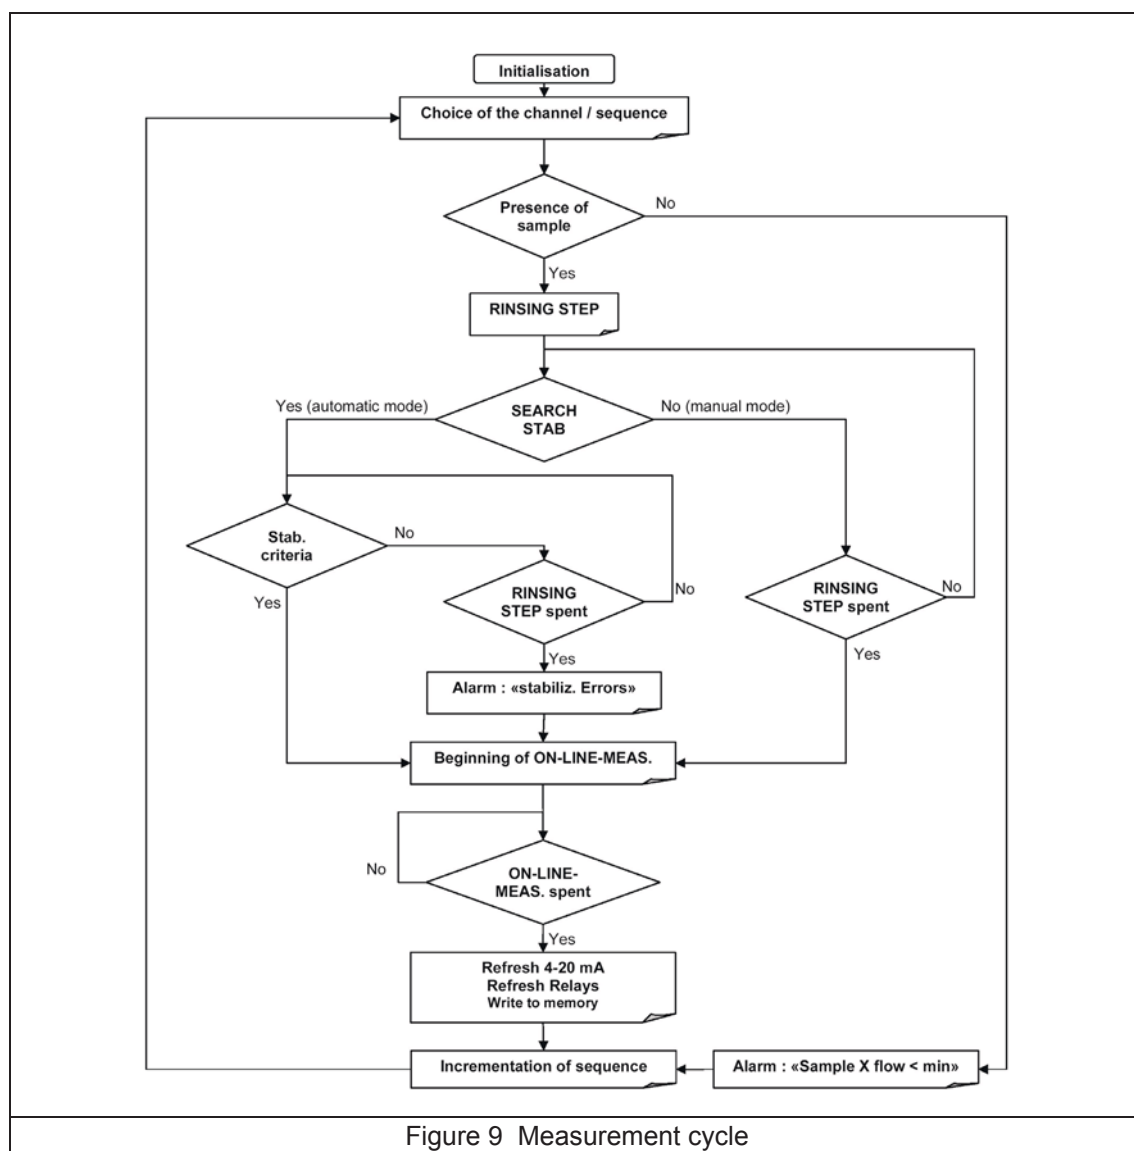 Initialisation
Choice of the channel / sequence
Presence of
sample
No
Yes
RINSING STEP
Yes (automatic mode)
SEARCH
STAB
No (manual mode)
Stab.
criteria
No
Yes
RINSING
STEP spent
No
Yes
RINSING
STEP spent
No
Yes
Alarm : «stabiliz. Errors»
Beginning of ON-LINE-MEAS.
No
ON-LINE-
MEAS. spent
Yes
Refresh 4-20 mA
Refresh Relays
Write to memory
Incrementation of sequence
Alarm : «Sample X flow < min»
Figure 9 Measurement cycle